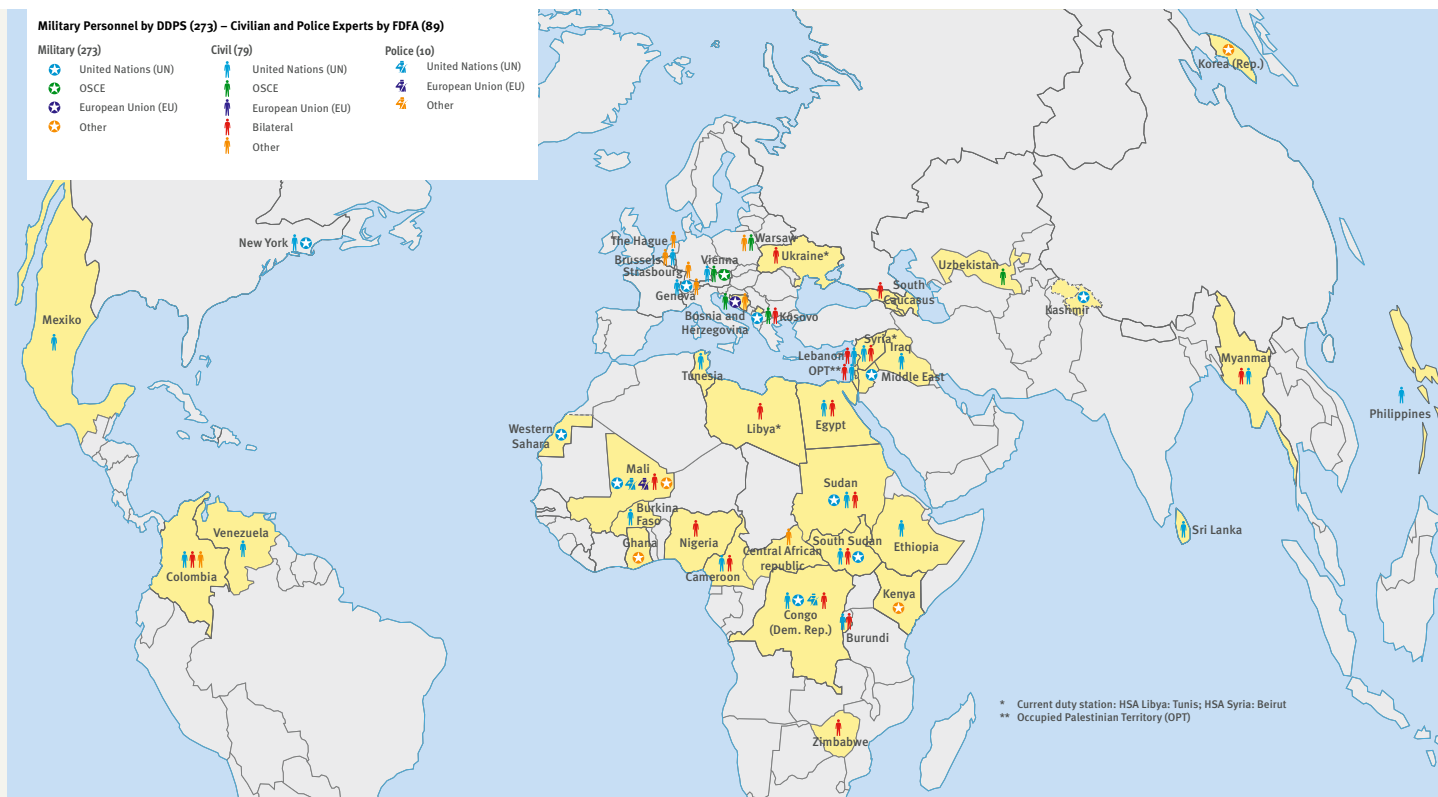 Military Personnel by DDPS (273) – Civilian and Police Experts by FDFA (89)
Military (273)
United Nations (UN)
OSCE
European Union (EU)
Other
Civil (79)
United Nations (UN)
OSCE
European Union (EU)
Bilateral
Other
Police (10)
United Nations (UN)
European Union (EU)
Other
Korea (Rep.)
New York
The Hague
Warsaw
Brussels
Vienna
Ukraine*
Strasbourg
Uzbekistan
Geneva
South
Caucasus
Kashmir
Mexiko
Bosnia and
Herzegovina
Kosovo
Syria*
Iraq
Lebanon
OPT**
Middle East
Tunesia
Myanmar
Philippines
Libya*
Egypt
Western
Sahara
Mali
Sudan
Burkina
Faso
Venezuela
Ghana
Nigeria
Central African
republic
South Sudan
Ethiopia
Sri Lanka
Colombia
Cameroon
Kenya
Congo
(Dem. Rep.)
Burundi
Zimbabwe
* Current duty station: HSA Libya: Tunis; HSA Syria: Beirut
** Occupied Palestinian Territory (OPT)